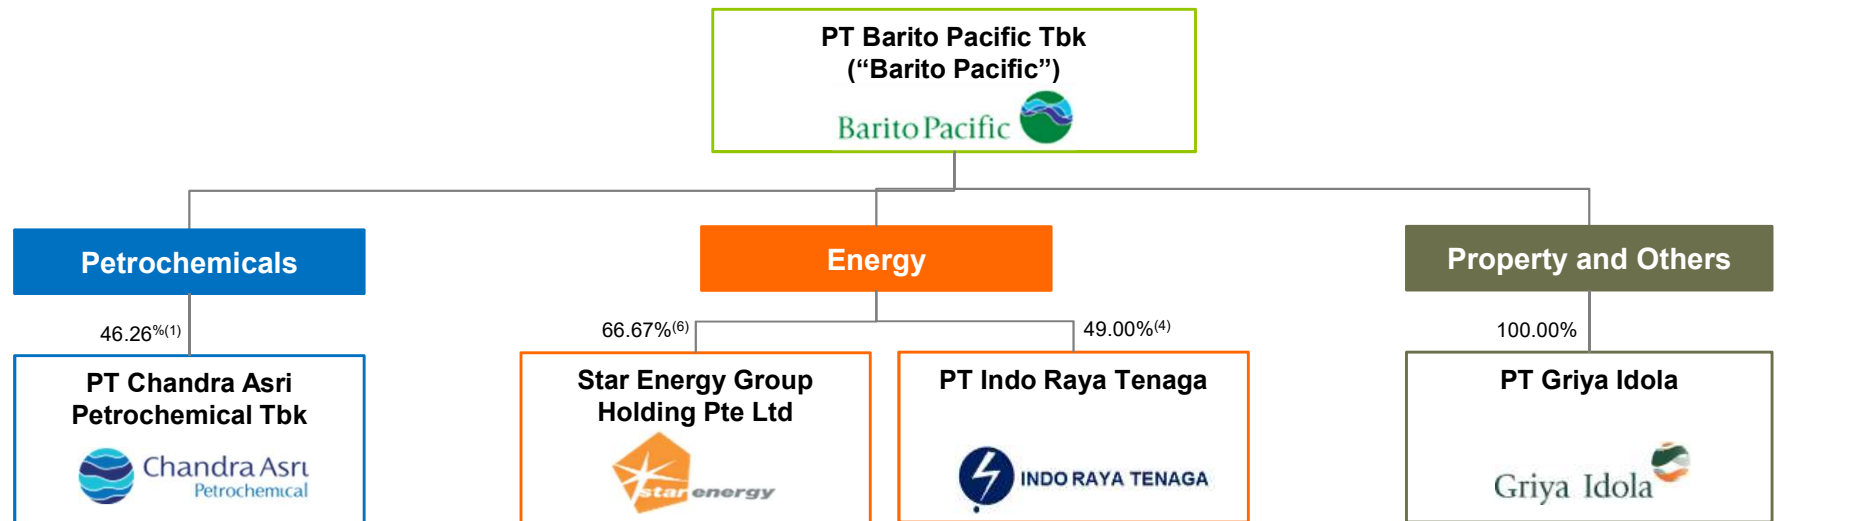 PT Barito Pacific Tbk
(“Barito Pacific”)
Barito Pacific
Petrochemicals
Energy
Property and Others
46.26%(1)
66.67%(6)
49.00%(4)
100.00%
PT Chandra Asri
Petrochemical Tbk
Chandra Asri
Petrochemical
Star Energy Group
Holding Pte Ltd
star energy
PT Indo Raya Tenaga
INDO RAYA TENAGA
PT Griya Idola
Griya Idola